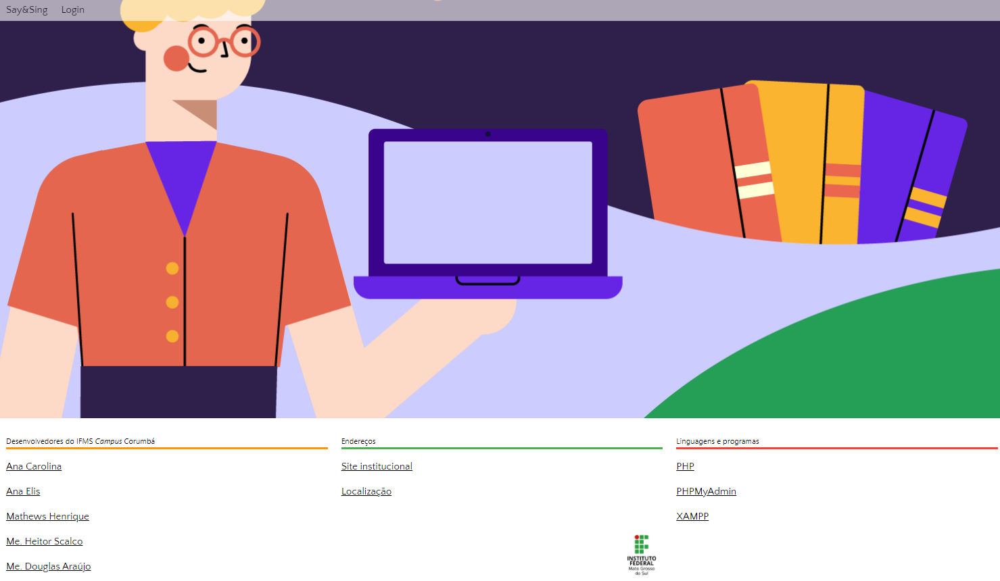 Say&Sing Login
Desenvolvedores do IFMS Campus Corumbá
Ana Carolina
Ana Elis
Mathews Henrique
Me. Heitor Scalco
Me. Douglas Araújo
Endereços
Site institucional
Localização
INSTITUTO
FEDERAL
Mato Grosso
do Sul
Linguagens e programas
PHP
PHPMyAdmin
XAMPP